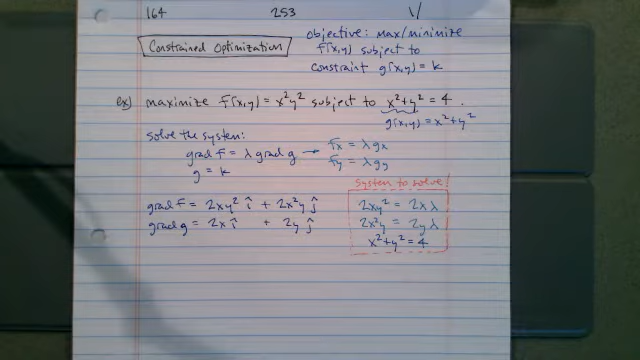 164 253 1/
Constrained Optimization
objective: max/minimize
f(x,y) subject to
constraint g(x,y) = k
ex) maximize f(x,y) = x²y² subject to x²+y² = 4.
g(x,y) = x²+y²
solve the system:
grad f = λ grad g → fx = λ gx
g = k fy = λ gy
system to solve!
grad f = 2xy² î + 2x²y ĵ
grad g = 2x î + 2y ĵ
2xy² = 2xλ
2x²y = 2yλ
x²+y² = 4